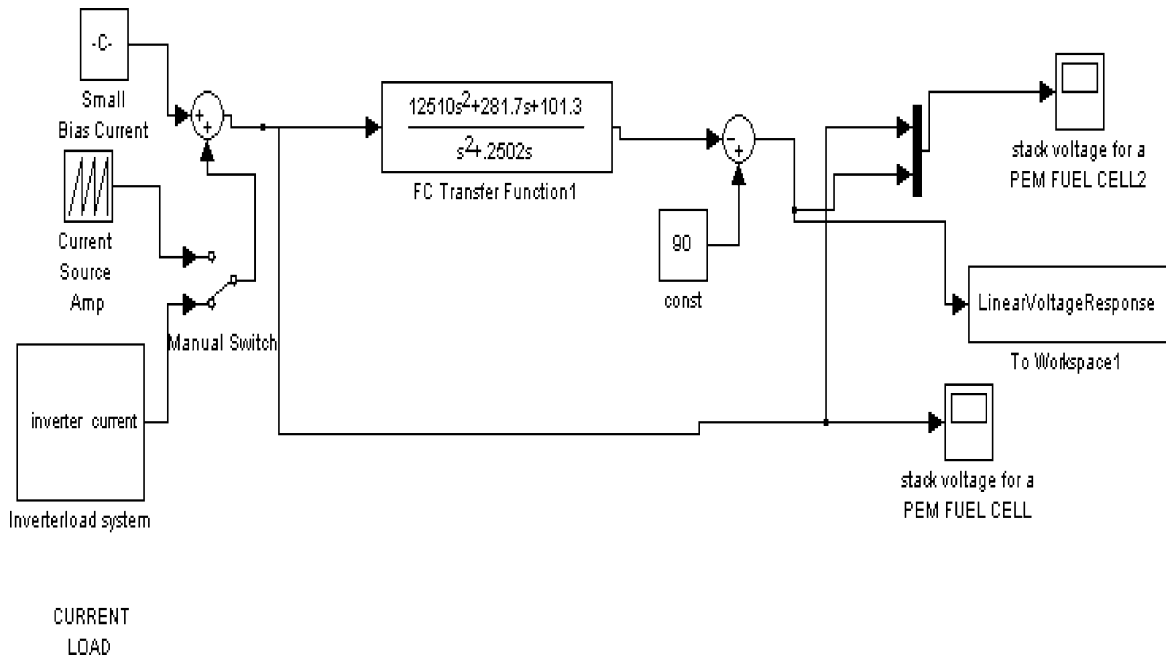 -C-
Small
Bias Current
Current
Source
Amp
Manual Switch
inverter current
Inverterload system
CURRENT
LOAD
+
+
12510s²+281.7s+101.3
s²+.2502s
FC Transfer Function1
-
+
90
const
stack voltage for a
PEM FUEL CELL2
LinearVoltageResponse
To Workspace1
stack voltage for a
PEM FUEL CELL